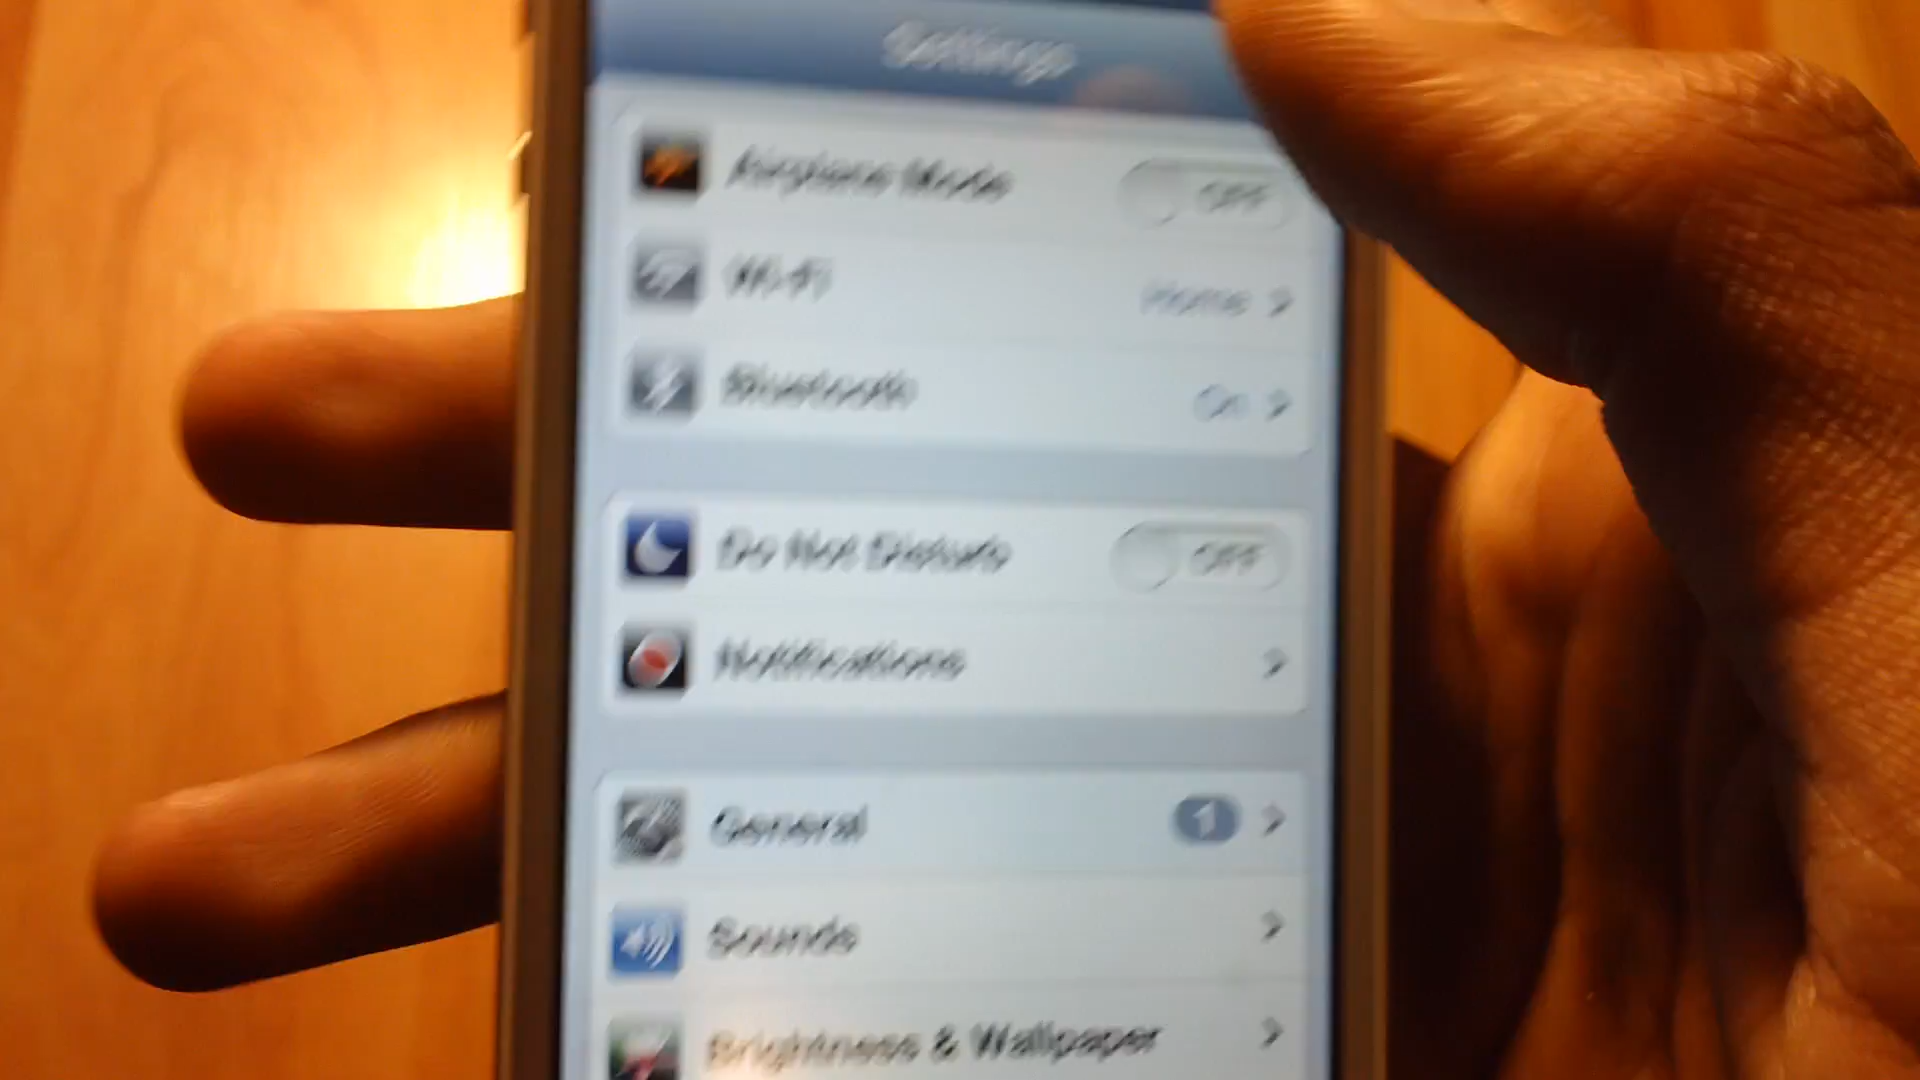 Settings
Airplane Mode OFF
Wi-Fi Home
Bluetooth On
Do Not Disturb OFF
Notifications
General 1
Sounds
Brightness & Wallpaper